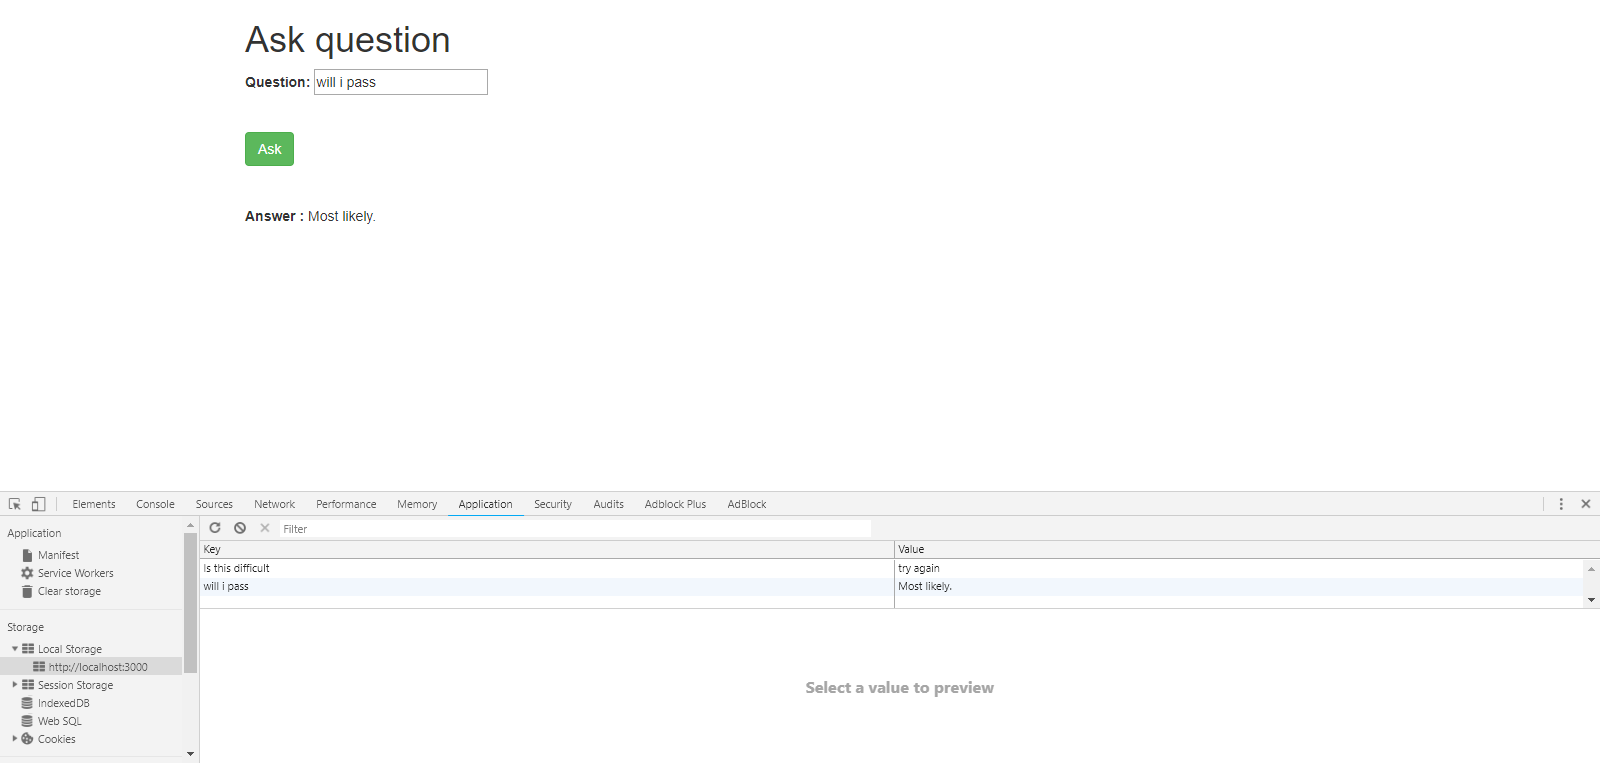 Ask question
Question: will i pass
Ask
Answer : Most likely.
Elements Console Sources Network Performance Memory Application Security Audits Adblock Plus AdBlock
Application
Manifest
Service Workers
Clear storage
Storage
Local Storage
http://localhost:3000
Session Storage
IndexedDB
Web SQL
Cookies
Filter
Key Value
Is this difficult try again
will i pass Most likely.
Select a value to preview